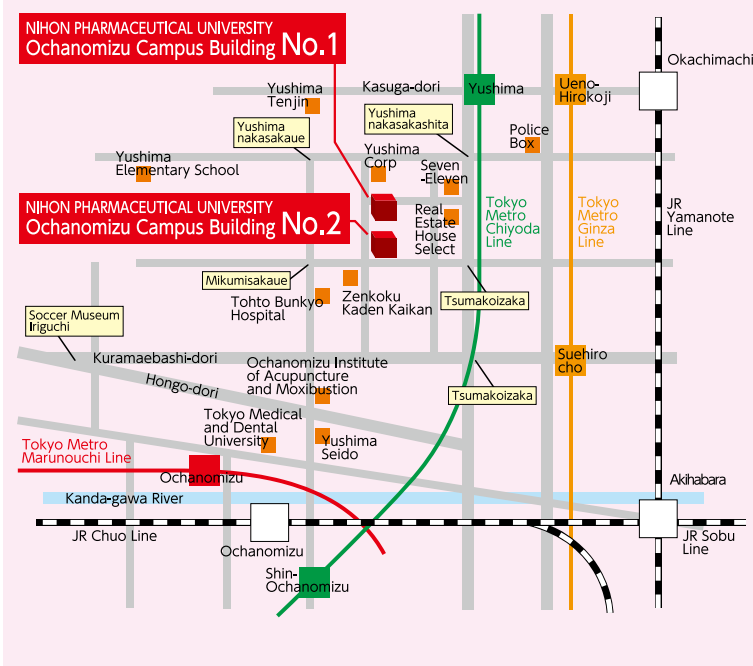 NIHON PHARMACEUTICAL UNIVERSITY
Ochanomizu Campus Building No.1
Okachimachi
Yushima
Tenjin
Kasuga-dori
Yushima
Ueno-
Hirokoji
Yushima
nakasakaue
Yushima
nakasakashita
Police
Box
Yushima
Elementary School
Yushima
Corp
Seven
-Eleven
NIHON PHARMACEUTICAL UNIVERSITY
Ochanomizu Campus Building No.2
Real
Estate
House
Select
Tokyo
Metro
Chiyoda
Line
Tokyo
Metro
Ginza
Line
JR
Yamanote
Line
Mikumisakaue
Tohto Bunkyo
Hospital
Zenkoku
Kaden Kaikan
Tsumakoizaka
Soccer Museum
Iriguchi
Kuramaebashi-dori
Hongo-dori
Ochanomizu Institute
of Acupuncture
and Moxibustion
Suehiro
cho
Tsumakoizaka
Tokyo Medical
and Dental
University
Yushima
Seido
Tokyo Metro
Marunouchi Line
Ochanomizu
Akihabara
Kanda-gawa River
JR Chuo Line
Ochanomizu
JR Sobu
Line
Shin-
Ochanomizu